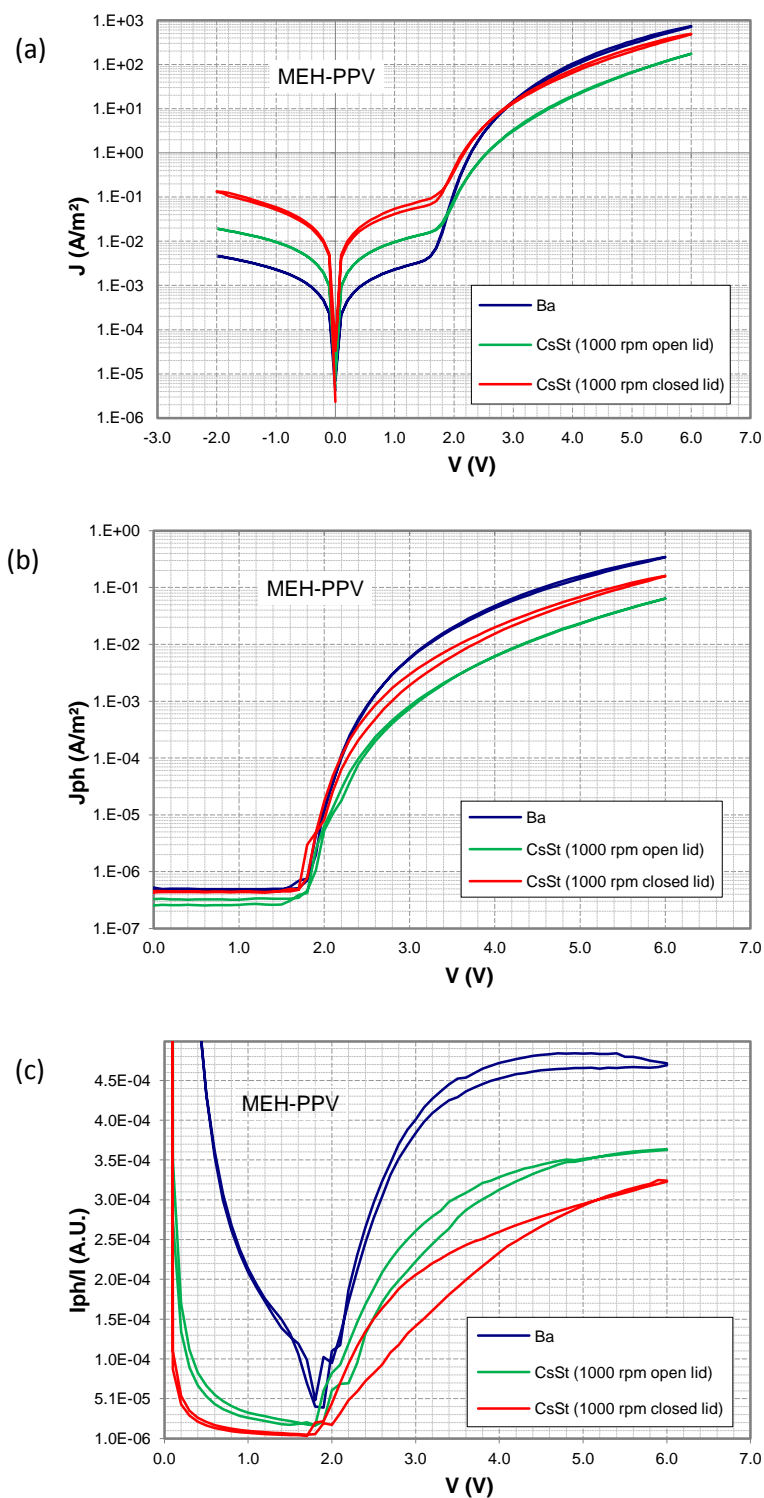 (a)
1.E+03
1.E+02
1.E+01
1.E+00
1.E-01
1.E-02
1.E-03
1.E-04
1.E-05
1.E-06
J (A/m²)
MEH-PPV
Ba
CsSt (1000 rpm open lid)
CsSt (1000 rpm closed lid)
-3.0 -2.0 -1.0 0.0 1.0 2.0 3.0 4.0 5.0 6.0 7.0
V (V)
(b)
1.E+00
1.E-01
1.E-02
1.E-03
1.E-04
1.E-05
1.E-06
1.E-07
Jph (A/m²)
MEH-PPV
Ba
CsSt (1000 rpm open lid)
CsSt (1000 rpm closed lid)
0.0 1.0 2.0 3.0 4.0 5.0 6.0 7.0
V (V)
(c)
4.5E-04
4.0E-04
3.5E-04
3.0E-04
2.5E-04
2.0E-04
1.5E-04
1.0E-04
5.1E-05
1.0E-06
Iph/I (A.U.)
MEH-PPV
Ba
CsSt (1000 rpm open lid)
CsSt (1000 rpm closed lid)
0.0 1.0 2.0 3.0 4.0 5.0 6.0 7.0
V (V)